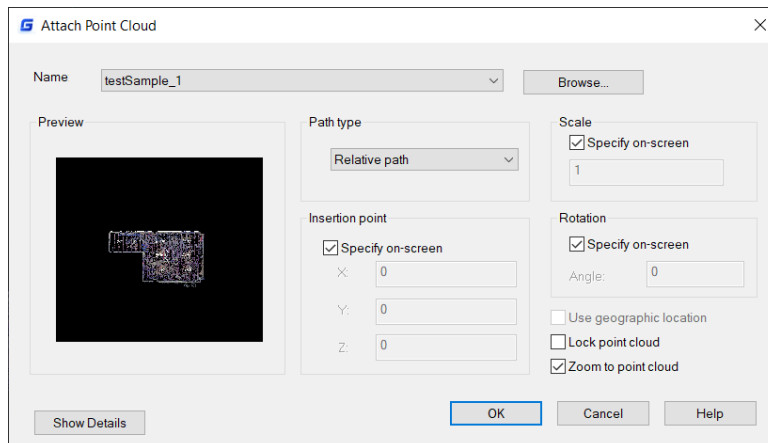 Attach Point Cloud
Name
testSample_1
Browse...
Preview
Path type
Relative path
Scale
Specify on-screen
1
Insertion point
Specify on-screen
X:
0
Y:
0
Z:
0
Rotation
Specify on-screen
Angle:
0
Use geographic location
Lock point cloud
Zoom to point cloud
Show Details
OK
Cancel
Help